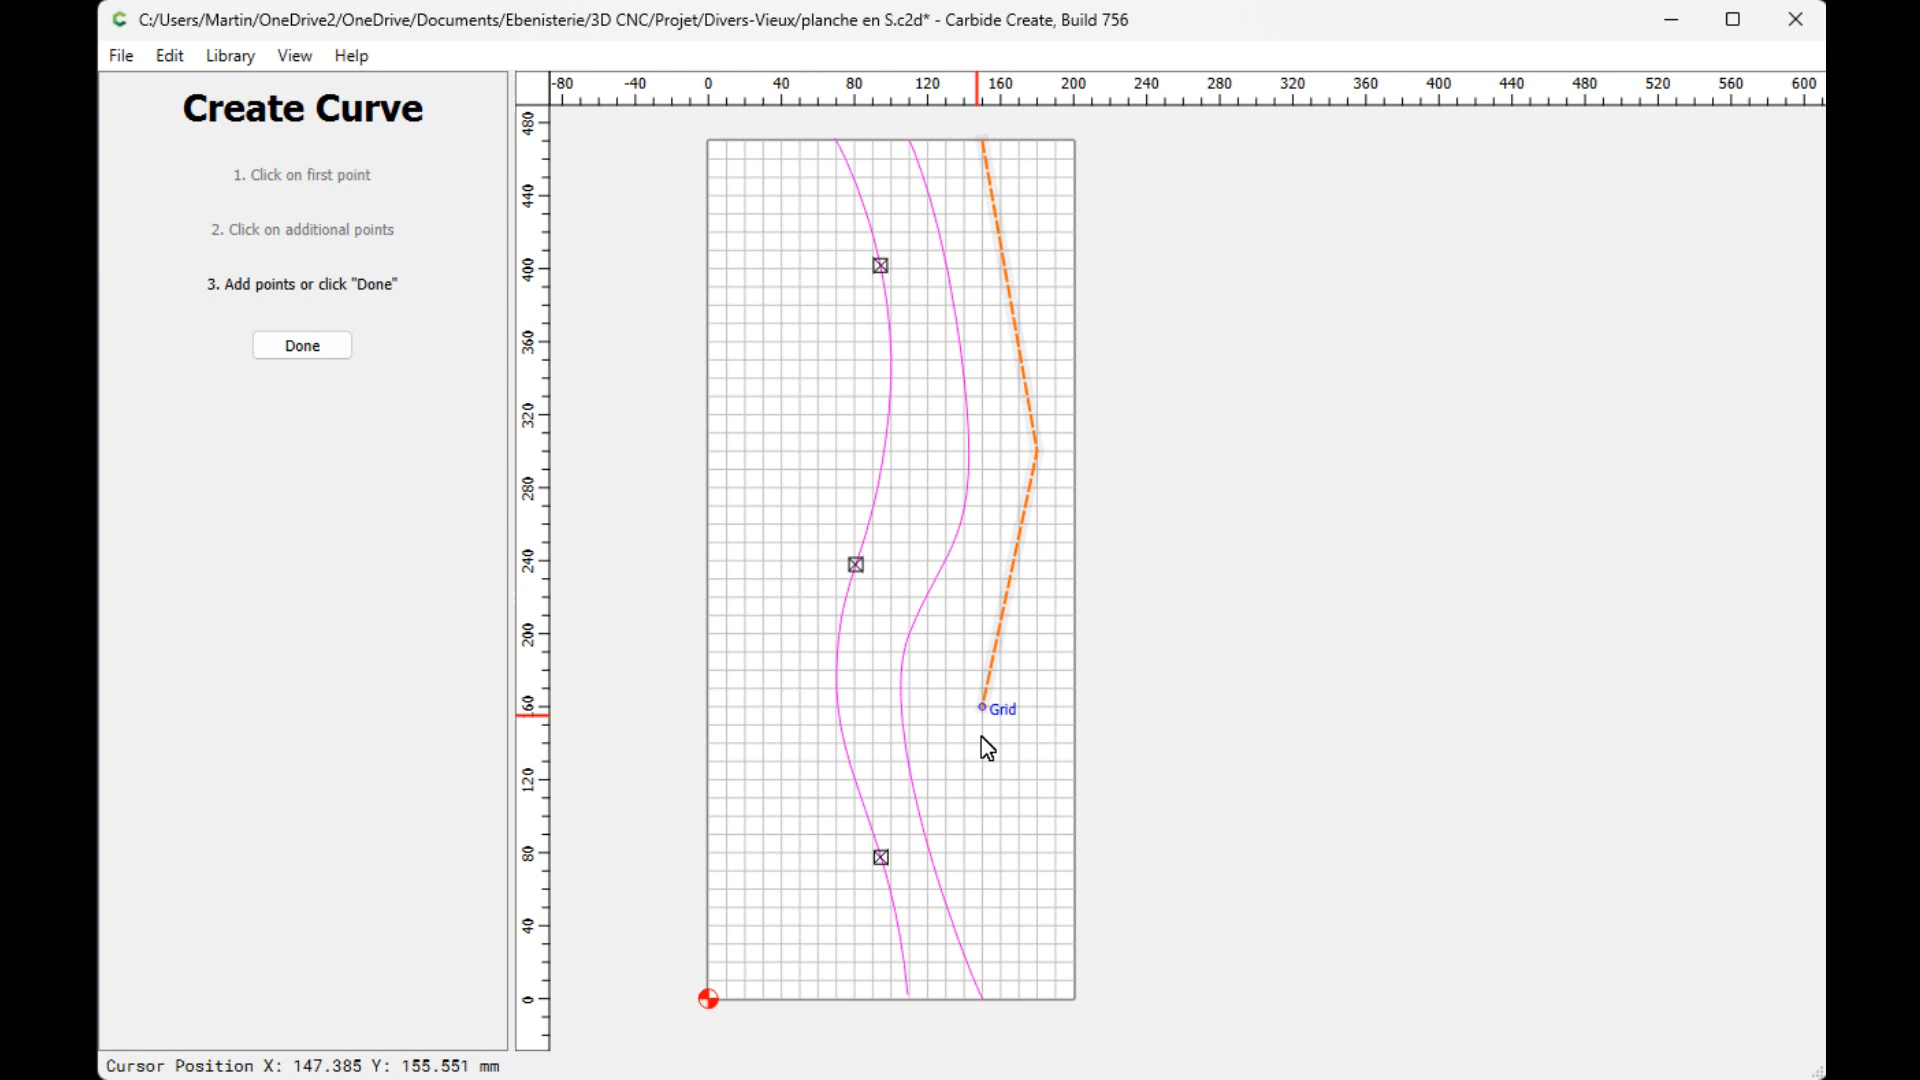 C:/Users/Martin/OneDrive2/OneDrive/Documents/Ebenisterie/3D CNC/Projet/Divers-Vieux/planche en S.c2d* - Carbide Create, Build 756
File Edit Library View Help
Create Curve
1. Click on first point
2. Click on additional points
3. Add points or click "Done"
Done
-80 -40 0 40 80 120 160 200 240 280 320 360 400 440 480 520 560 600
480
440
400
360
320
280
240
200
160
120
80
40
0
Grid
Cursor Position X: 147.385 Y: 155.551 mm